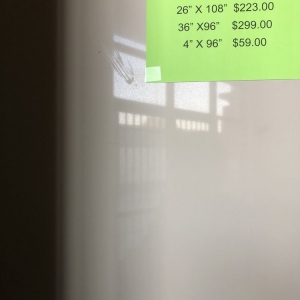 26" X 108" $223.00
36" X96" $299.00
4" X 96" $59.00